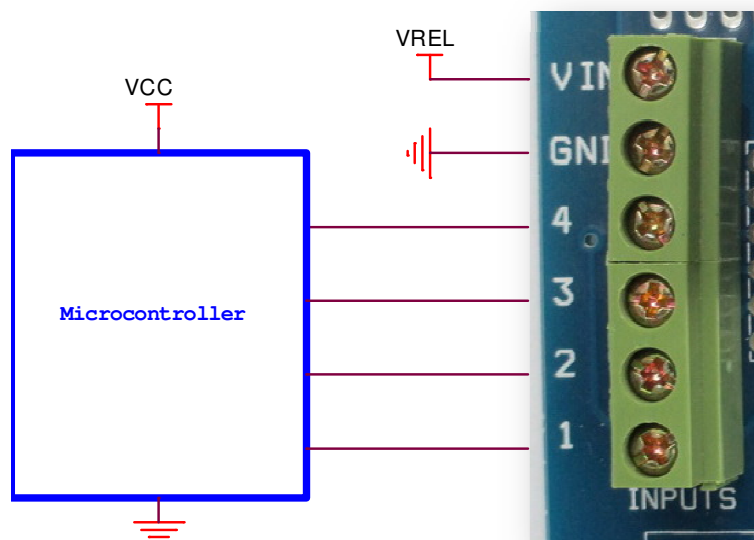 VREL
VCC
VIN
GND
4
3
2
1
Microcontroller
INPUTS